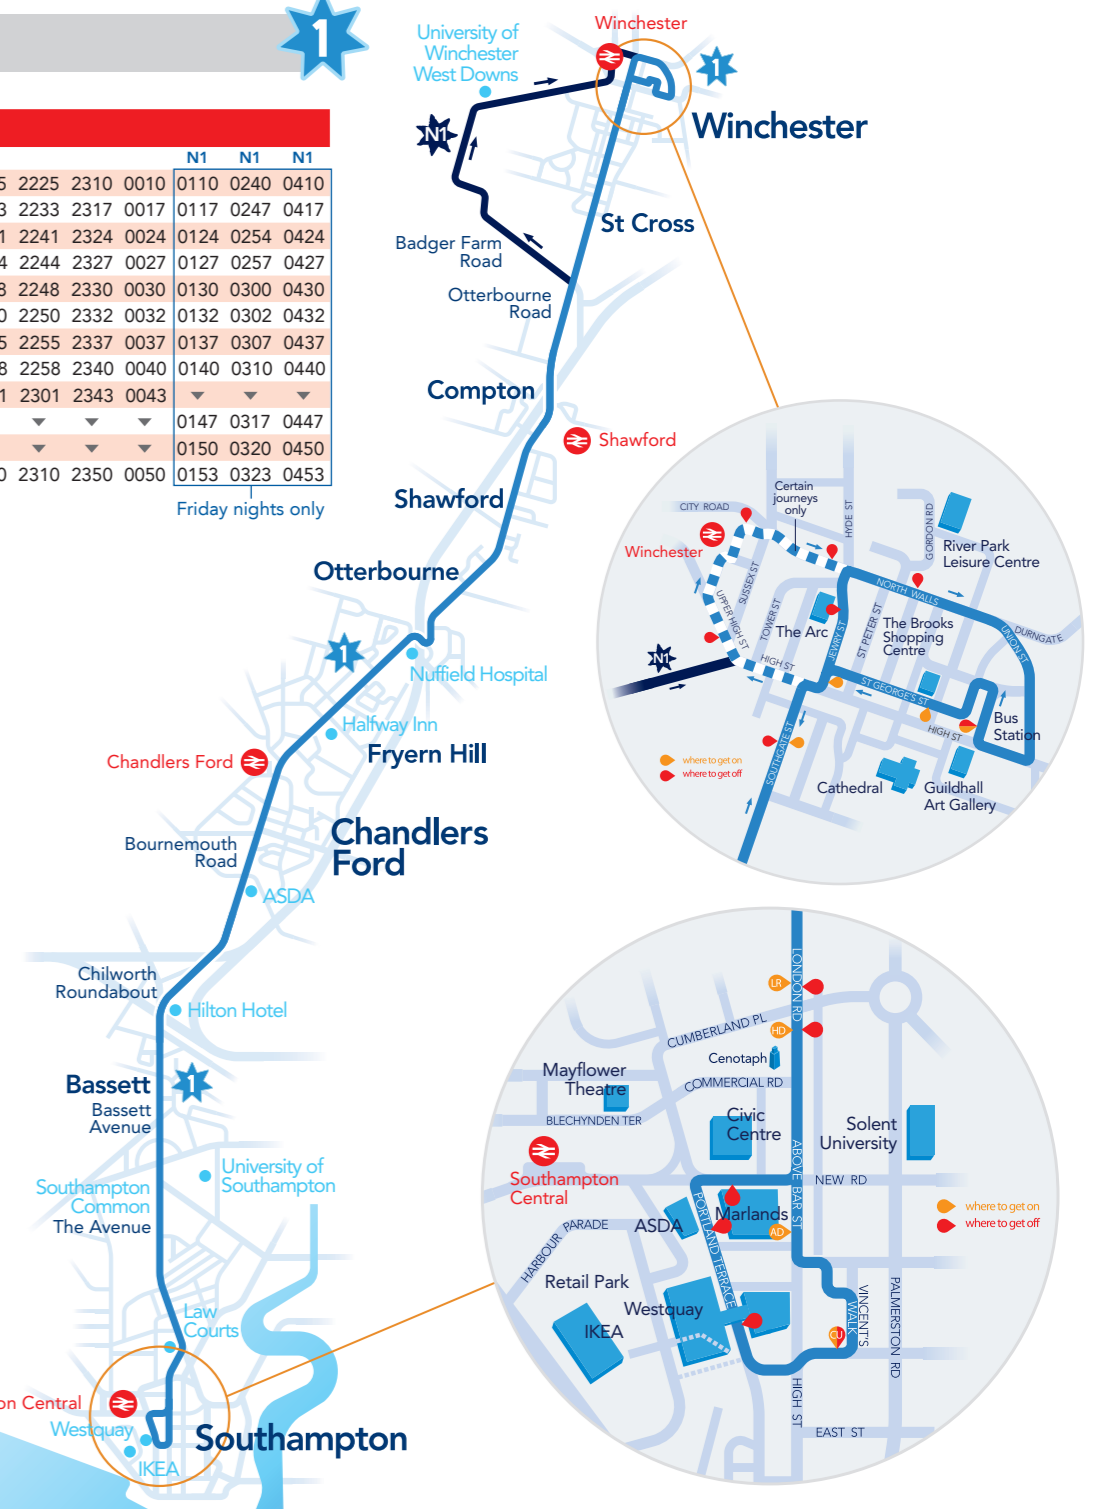 1
N1 N1 N1
5 2225 2310 0010 0110 0240 0410
3 2233 2317 0017 0117 0247 0417
1 2241 2324 0024 0124 0254 0424
4 2244 2327 0027 0127 0257 0427
8 2248 2330 0030 0130 0300 0430
0 2250 2332 0032 0132 0302 0432
5 2255 2337 0037 0137 0307 0437
8 2258 2340 0040 0140 0310 0440
1 2301 2343 0043
0147 0317 0447
0150 0320 0450
0 2310 2350 0050 0153 0323 0453
Friday nights only
University of
Winchester
West Downs
Winchester
1
Winchester
N1
St Cross
Badger Farm
Road
Otterbourne
Road
Compton
Shawford
Shawford
Otterbourne
1
Nuffield Hospital
Halfway Inn
Fryern Hill
Chandlers Ford
Chandlers
Ford
Bournemouth
Road
ASDA
Chilworth
Roundabout
Hilton Hotel
Bassett
1
Bassett
Avenue
University of
Southampton
Southampton
Common
The Avenue
Law
Courts
on Central
Westquay
IKEA
Southampton
Certain
journeys
only
CITY ROAD
HYDE ST
GORDON RD
River Park
Leisure Centre
Winchester
SUSSEX ST
NORTH WALLS
UPPER HIGH ST
TOWER ST
The Arc
JEWRY ST
ST PETER ST
The Brooks
Shopping
Centre
UNION ST
DURNGATE
N1
HIGH ST
ST GEORGE'S ST
Bus
Station
HIGH ST
SOUTHGATE ST
where to get on
where to get off
Cathedral
Guildhall
Art Gallery
LONDON RD
LR
CUMBERLAND PL
HD
Cenotaph
Mayflower
Theatre
COMMERCIAL RD
BLECHYNDEN TER
Civic
Centre
Solent
University
Southampton
Central
ABOVE BAR ST
NEW RD
PORTLAND TERRACE
Marlands
ASDA
AD
where to get on
where to get off
HARBOUR PARADE
Retail Park
Westquay
IKEA
VINCENT'S
WALK
PALMERSTON RD
CU
HIGH ST
EAST ST